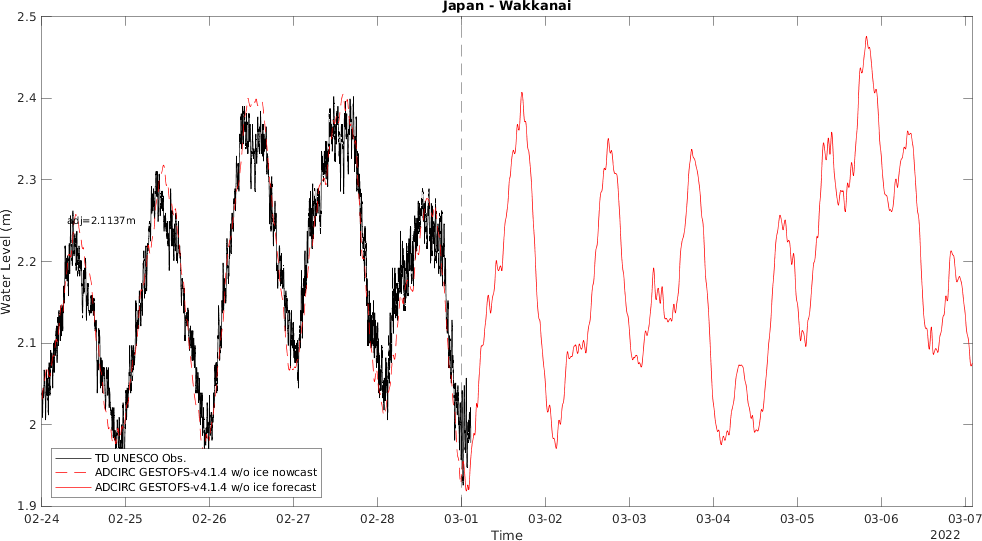 Japan - Wakkanai
2.5
2.4
2.3
2.2
2.1
2
1.9
Water Level (m)
adj=2.1137m
TD UNESCO Obs.
ADCIRC GESTOFS-v4.1.4 w/o ice nowcast
ADCIRC GESTOFS-v4.1.4 w/o ice forecast
02-24 02-25 02-26 02-27 02-28 03-01 03-02 03-03 03-04 03-05 03-06 03-07
Time
2022